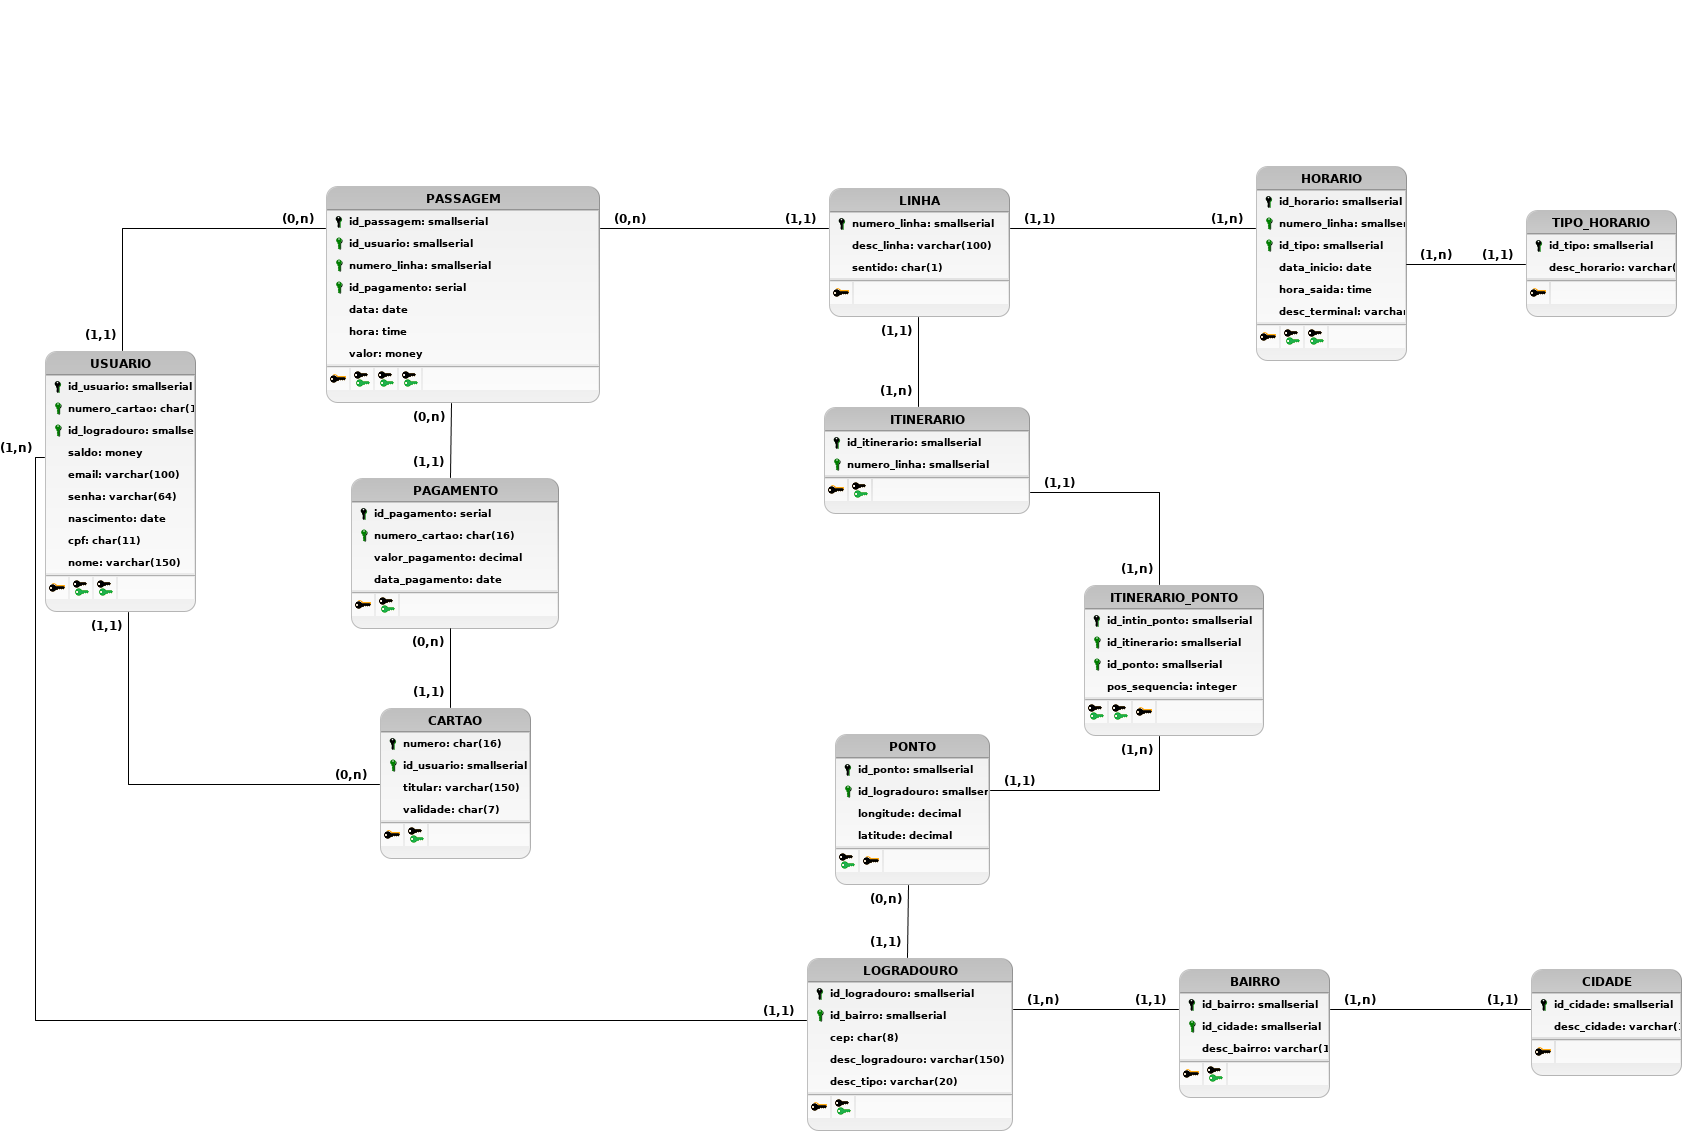 PASSAGEM
id_passagem: smallserial
id_usuario: smallserial
numero_linha: smallserial
id_pagamento: serial
data: date
hora: time
valor: money
(0,n)
(0,n)
(0,n)
(1,1)
LINHA
numero_linha: smallserial
desc_linha: varchar(100)
sentido: char(1)
(1,1)
(1,1)
(1,n)
HORARIO
id_horario: smallserial
numero_linha: smallser
id_tipo: smallserial
data_inicio: date
hora_saida: time
desc_terminal: varchar
(1,n)
(1,1)
TIPO_HORARIO
id_tipo: smallserial
desc_horario: varchar(
(1,1)
USUARIO
id_usuario: smallserial
numero_cartao: char(1
id_logradouro: smallse
saldo: money
email: varchar(100)
senha: varchar(64)
nascimento: date
cpf: char(11)
nome: varchar(150)
(1,n)
(1,1)
(1,1)
PAGAMENTO
id_pagamento: serial
numero_cartao: char(16)
valor_pagamento: decimal
data_pagamento: date
(0,n)
(1,1)
(0,n)
CARTAO
numero: char(16)
id_usuario: smallserial
titular: varchar(150)
validade: char(7)
(1,n)
ITINERARIO
id_itinerario: smallserial
numero_linha: smallserial
(1,1)
(1,n)
ITINERARIO_PONTO
id_intin_ponto: smallserial
id_itinerario: smallserial
id_ponto: smallserial
pos_sequencia: integer
(1,n)
(1,1)
PONTO
id_ponto: smallserial
id_logradouro: smallser
longitude: decimal
latitude: decimal
(0,n)
(1,1)
(1,1)
LOGRADOURO
id_logradouro: smallserial
id_bairro: smallserial
cep: char(8)
desc_logradouro: varchar(150)
desc_tipo: varchar(20)
(1,n)
(1,1)
BAIRRO
id_bairro: smallserial
id_cidade: smallserial
desc_bairro: varchar(1
(1,n)
(1,1)
CIDADE
id_cidade: smallserial
desc_cidade: varchar(